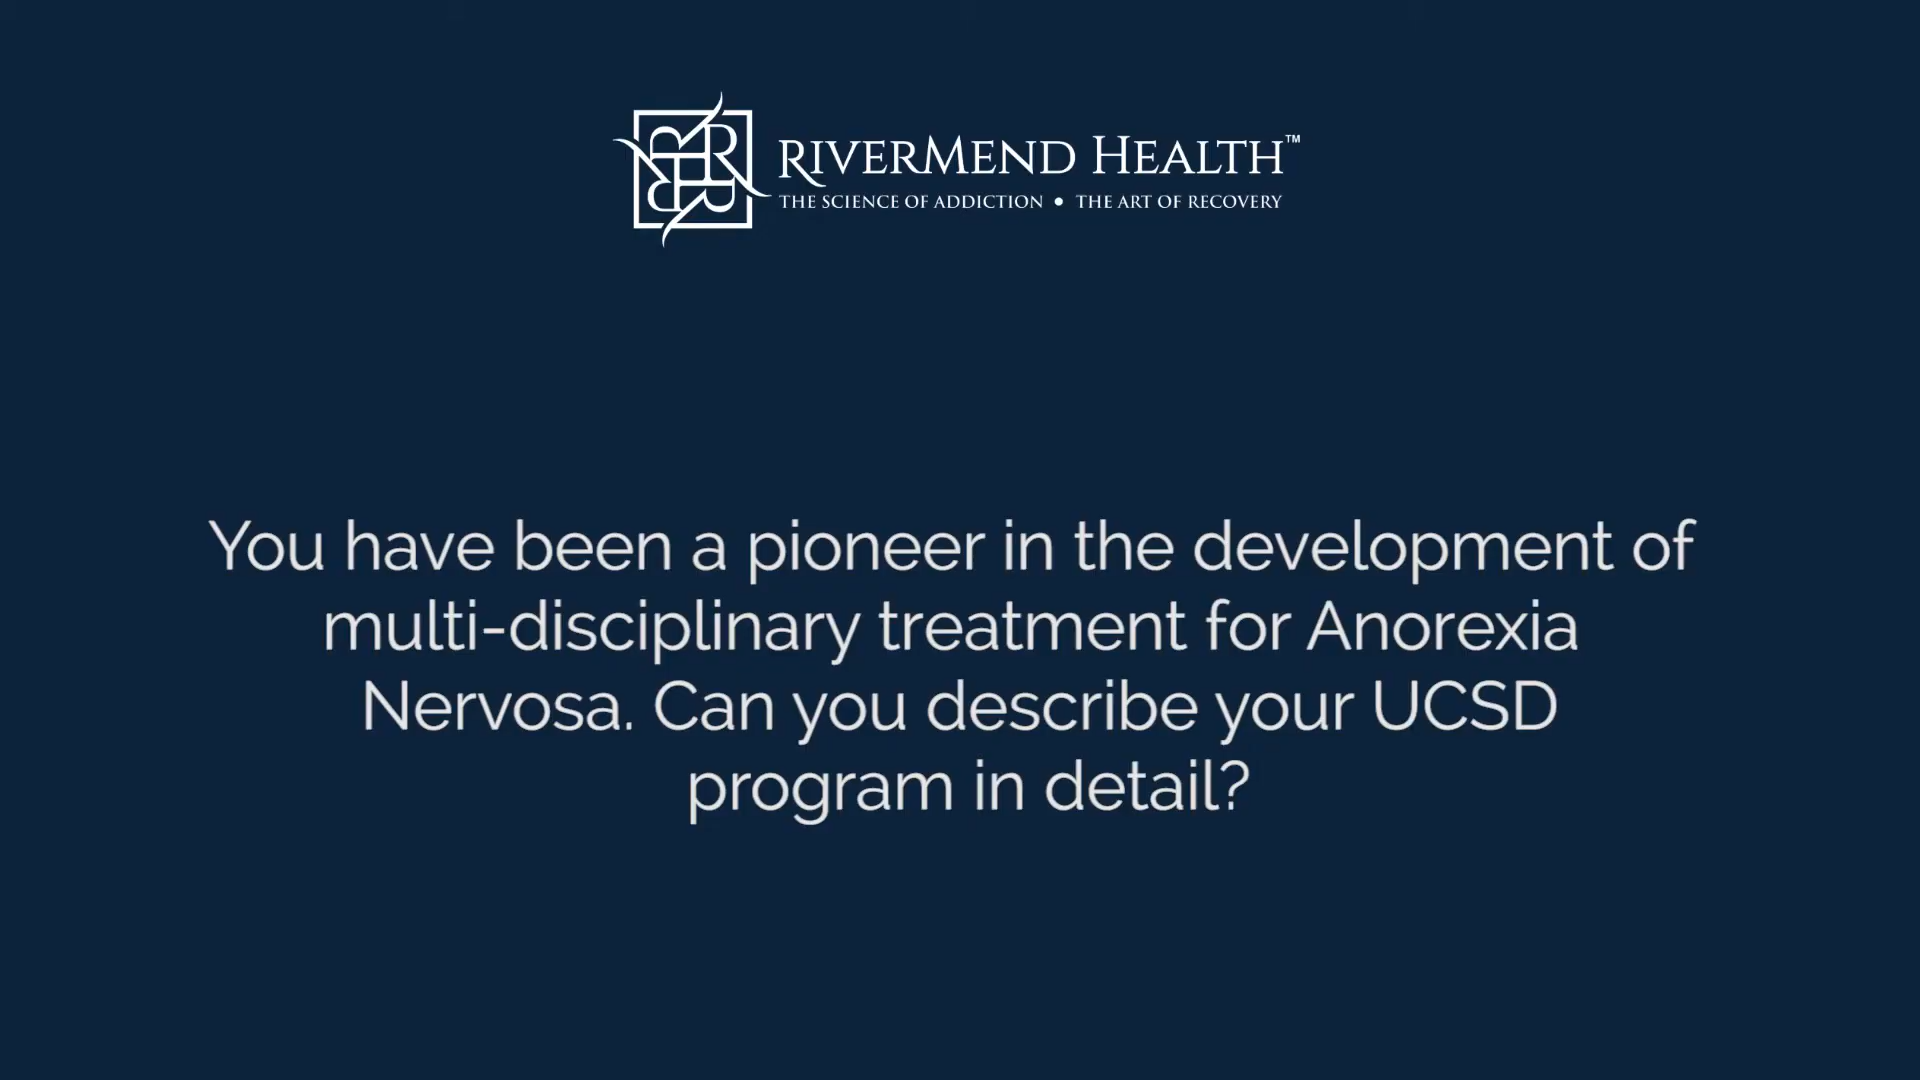 RIVERMEND HEALTH™
THE SCIENCE OF ADDICTION • THE ART OF RECOVERY
You have been a pioneer in the development of
multi-disciplinary treatment for Anorexia
Nervosa. Can you describe your UCSD
program in detail?